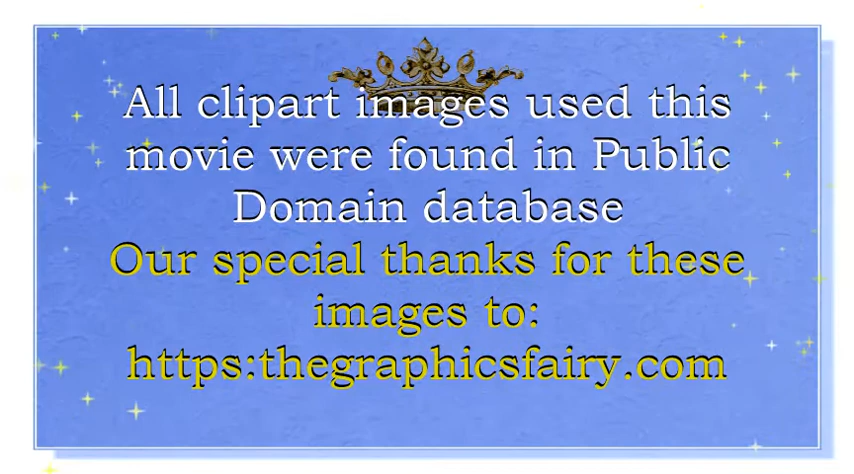 All clipart images used this
movie were found in Public
Domain database
Our special thanks for these
images to:
https:thegraphicsfairy.com